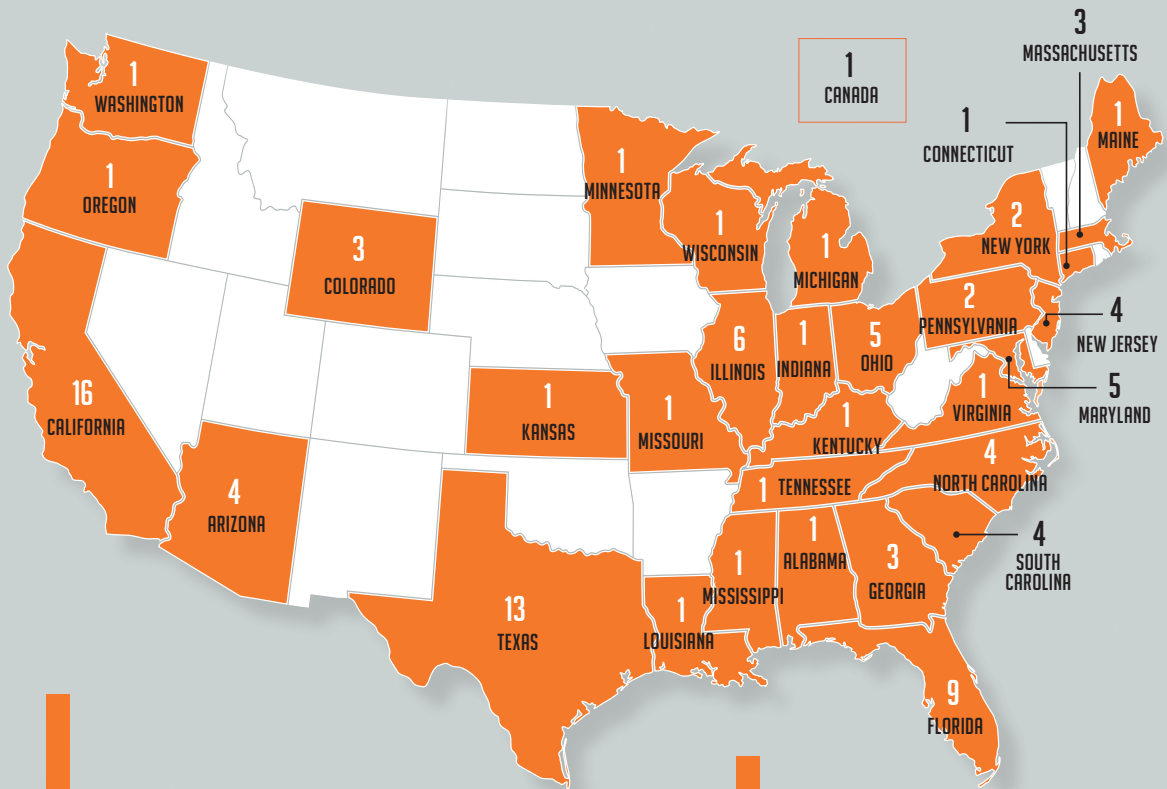 3
MASSACHUSETTS
1
CANADA
1
WASHINGTON
1
MAINE
1
CONNECTICUT
1
OREGON
1
MINNESOTA
2
NEW YORK
1
WISCONSIN
3
COLORADO
1
MICHIGAN
2
PENNSYLVANIA
4
NEW JERSEY
6
ILLINOIS
1
INDIANA
5
OHIO
16
CALIFORNIA
1
KANSAS
1
MISSOURI
1
KENTUCKY
1
VIRGINIA
5
MARYLAND
4
ARIZONA
1 TENNESSEE
4
NORTH CAROLINA
1
MISSISSIPPI
1
ALABAMA
3
GEORGIA
4
SOUTH
CAROLINA
13
TEXAS
1
LOUISIANA
9
FLORIDA